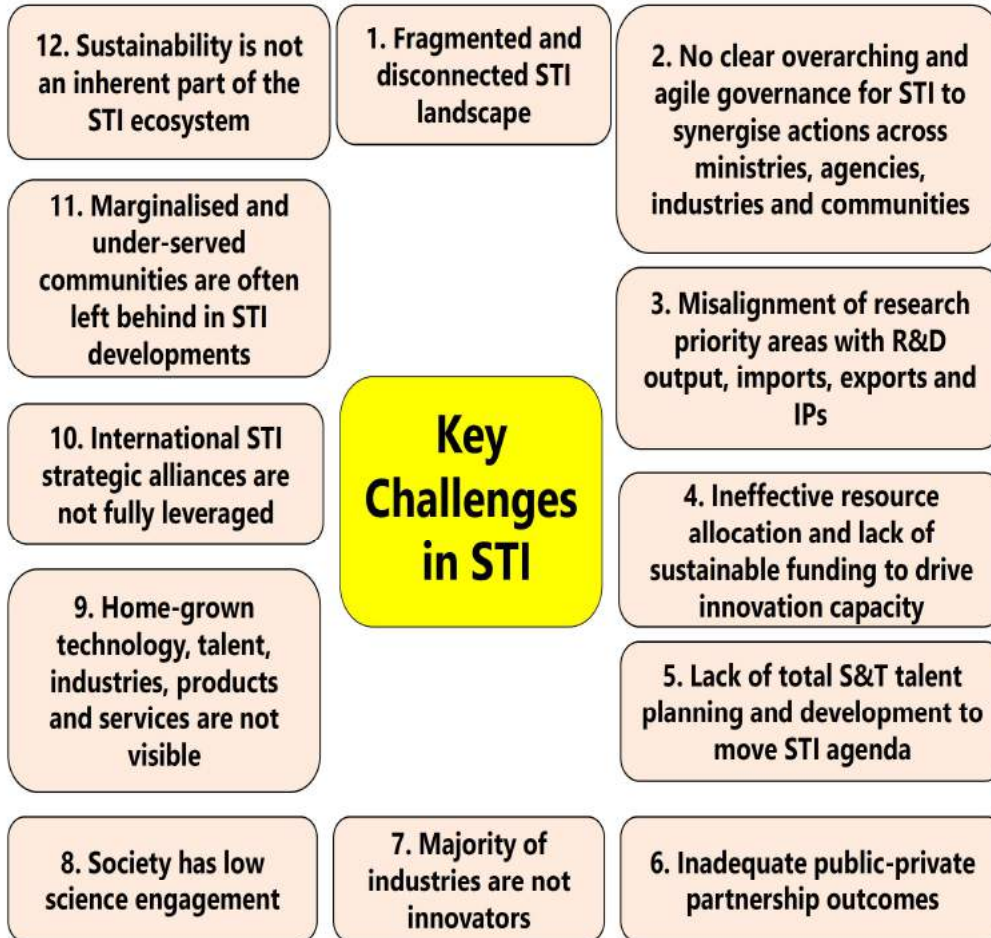 12. Sustainability is not
an inherent part of the
STI ecosystem
1. Fragmented and
disconnected STI
landscape
2. No clear overarching and
agile governance for STI to
synergise actions across
ministries, agencies,
industries and communities
11. Marginalised and
under-served
communities are often
left behind in STI
developments
3. Misalignment of research
priority areas with R&D
output, imports, exports and
IPs
Key
Challenges
in STI
10. International STI
strategic alliances are
not fully leveraged
4. Ineffective resource
allocation and lack of
sustainable funding to drive
innovation capacity
9. Home-grown
technology, talent,
industries, products
and services are not
visible
5. Lack of total S&T talent
planning and development to
move STI agenda
8. Society has low
science engagement
7. Majority of
industries are not
innovators
6. Inadequate public-private
partnership outcomes